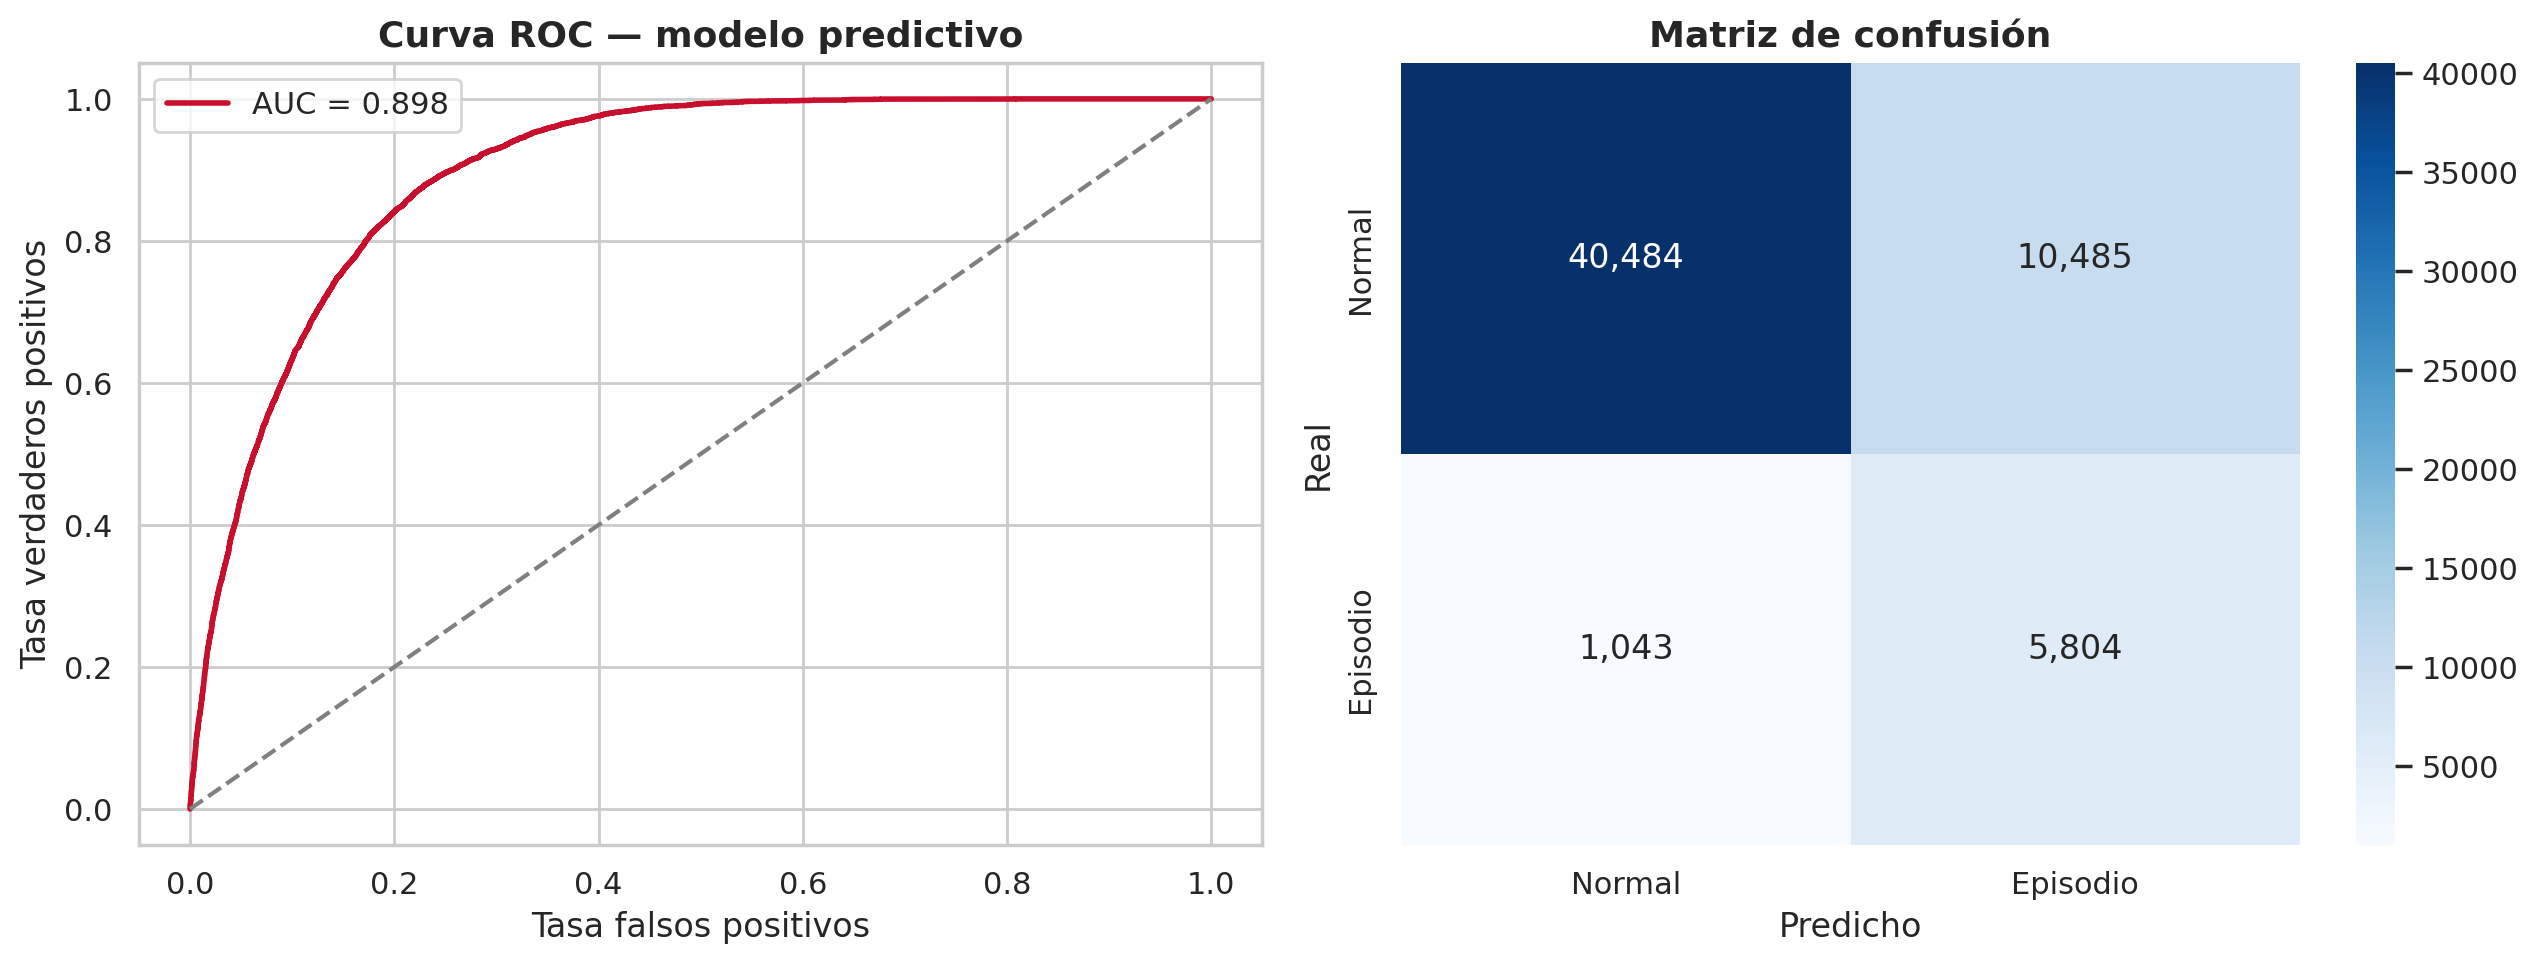 Curva ROC — modelo predictivo
AUC = 0.898
Tasa verdaderos positivos
1.0
0.8
0.6
0.4
0.2
0.0
0.0 0.2 0.4 0.6 0.8 1.0
Tasa falsos positivos
Matriz de confusión
Real
Normal
Episodio
40,484 10,485
1,043 5,804
Normal Episodio
Predicho
40000
35000
30000
25000
20000
15000
10000
5000